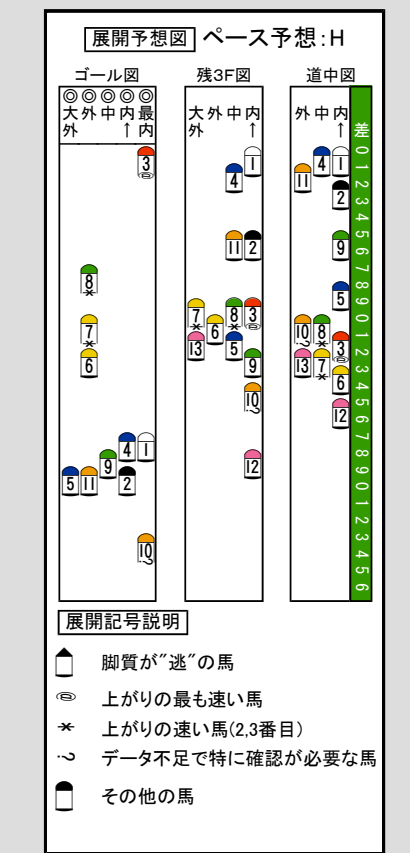 展開予想図 ペース予想:H
ゴール図 残3F図 道中図
◎◎◎◎◎
大外 外 中 内↑ 最内
大外 外 中 内↑
外 中 内↑
差
0 1 2 3 4 5 6 7 8 9 0 1 2 3 4 5 6 7 8 9 0 1 2 3 4 5 6
3
8
7
6
4 1
9
5 11 2
10
1
4
11 2
7 8 3
6
13 5
9
10
12
4 1
11
2
9
5
10 8
3
13 7
6
12
展開記号説明
脚質が"逃"の馬
上がりの最も速い馬
上がりの速い馬(2,3番目)
データ不足で特に確認が必要な馬
その他の馬